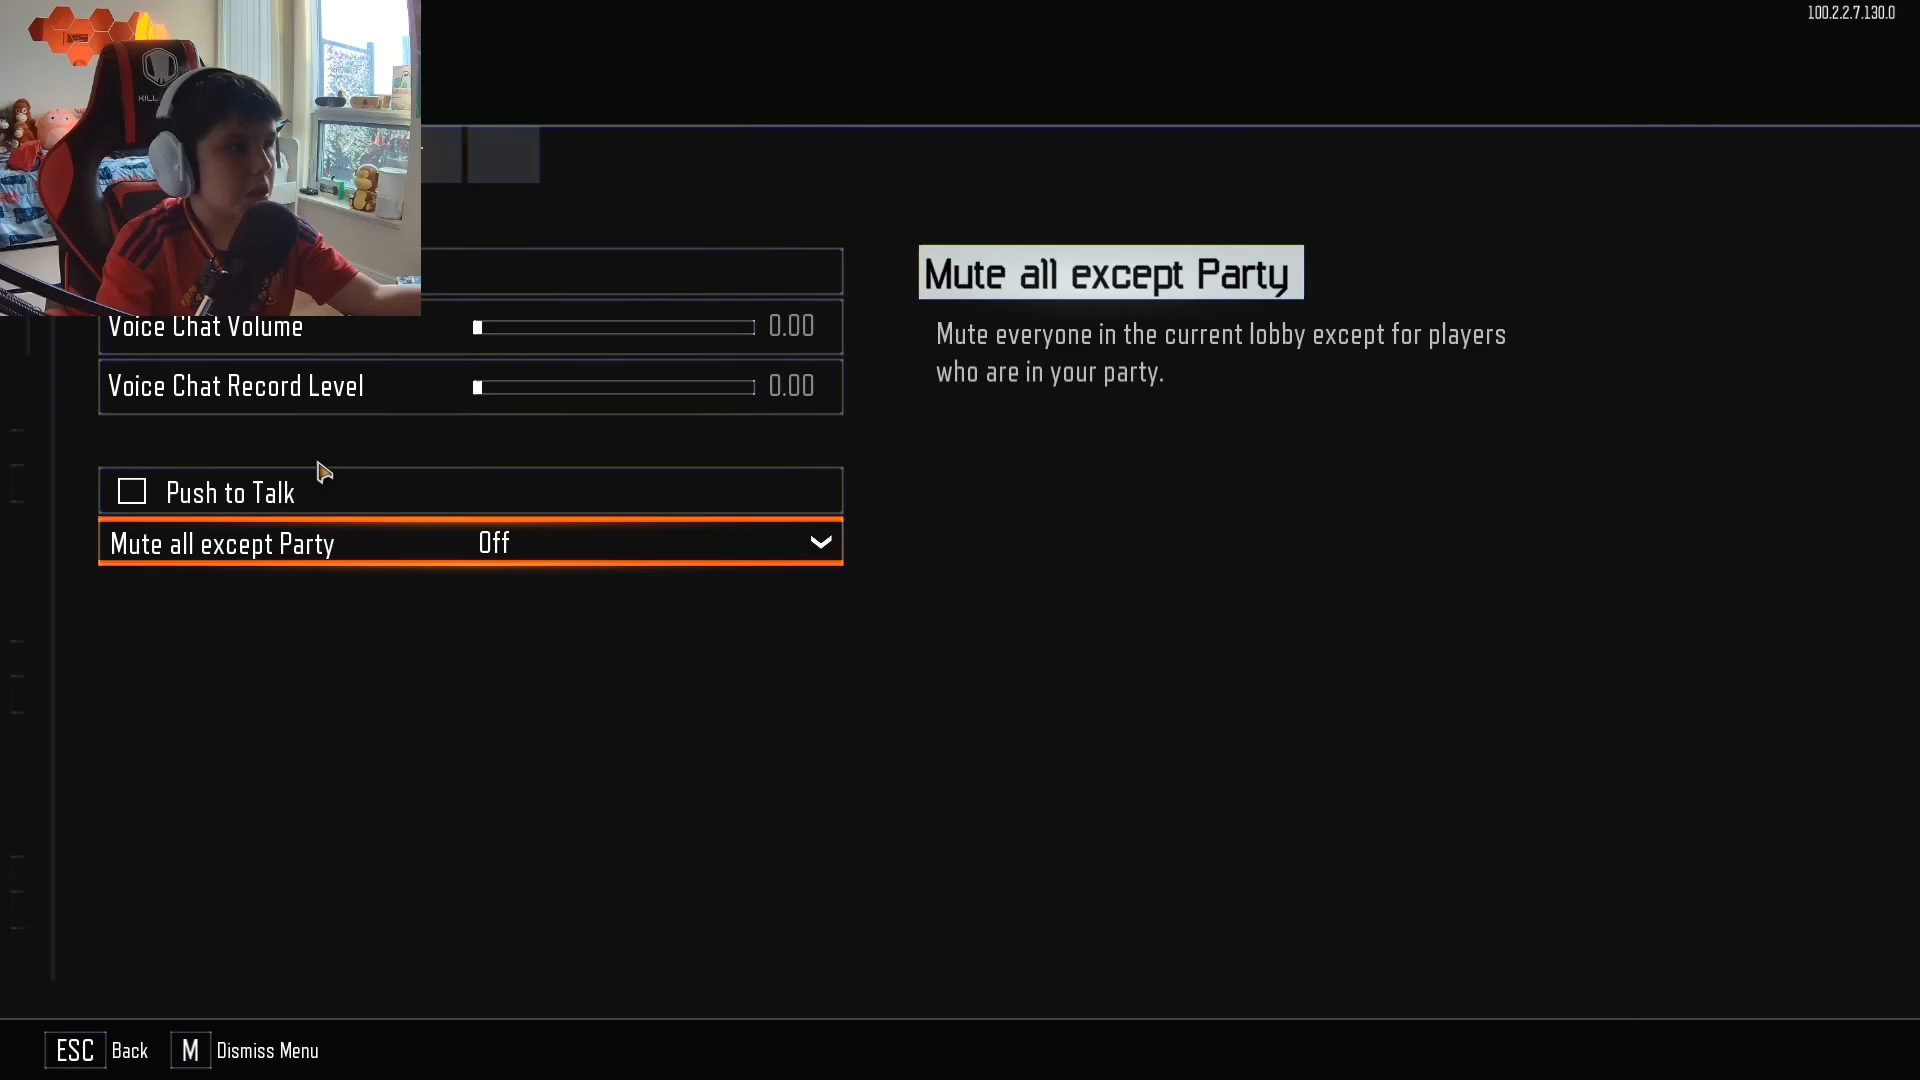 100.2.2.7.130.0
KILL
Voice Chat Volume 0.00
Voice Chat Record Level 0.00
Push to Talk
Mute all except Party Off
Mute all except Party
Mute everyone in the current lobby except for players
who are in your party.
ESC Back M Dismiss Menu